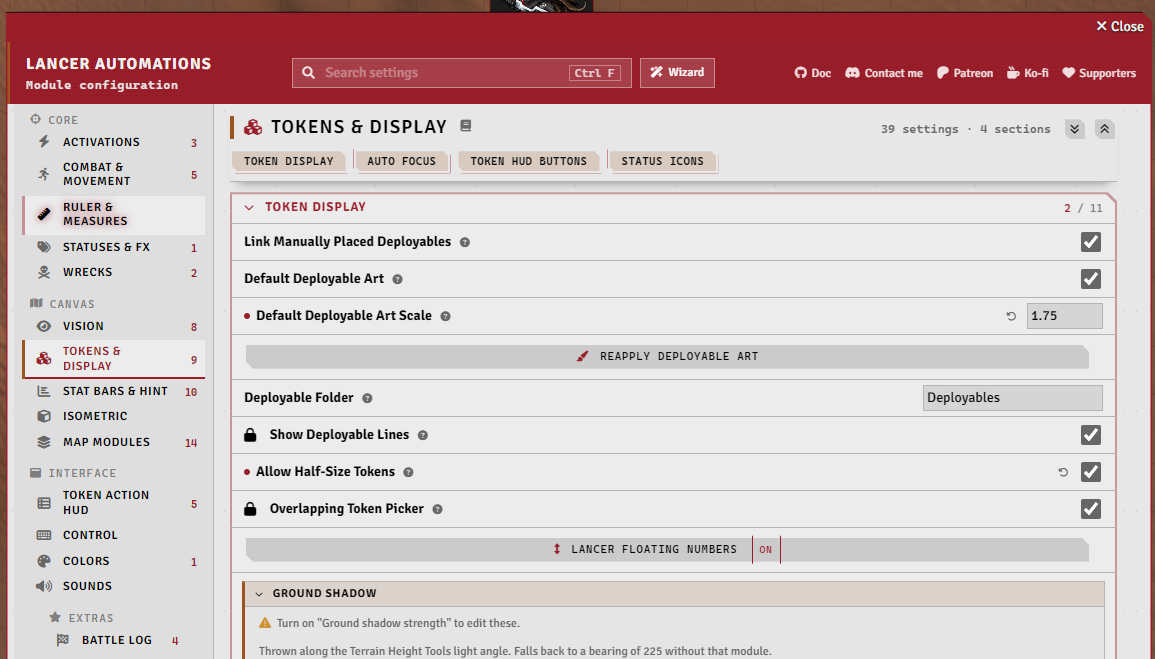 Close
LANCER AUTOMATIONS
Module configuration
Search settings
Ctrl F
Wizard
Doc
Contact me
Patreon
Ko-fi
Supporters
CORE
ACTIVATIONS 3
COMBAT &
MOVEMENT 5
RULER &
MEASURES
STATUSES & FX 1
WRECKS 2
CANVAS
VISION 8
TOKENS &
DISPLAY 9
STAT BARS & HINT 10
ISOMETRIC
MAP MODULES 14
INTERFACE
TOKEN ACTION
HUD 5
CONTROL
COLORS 1
SOUNDS
EXTRAS
BATTLE LOG 4
TOKENS & DISPLAY
39 settings · 4 sections
TOKEN DISPLAY
AUTO FOCUS
TOKEN HUD BUTTONS
STATUS ICONS
TOKEN DISPLAY 2 / 11
Link Manually Placed Deployables
Default Deployable Art
Default Deployable Art Scale 1.75
REAPPLY DEPLOYABLE ART
Deployable Folder Deployables
Show Deployable Lines
Allow Half-Size Tokens
Overlapping Token Picker
LANCER FLOATING NUMBERS ON
GROUND SHADOW
Turn on "Ground shadow strength" to edit these.
Thrown along the Terrain Height Tools light angle. Falls back to a bearing of 225 without that module.